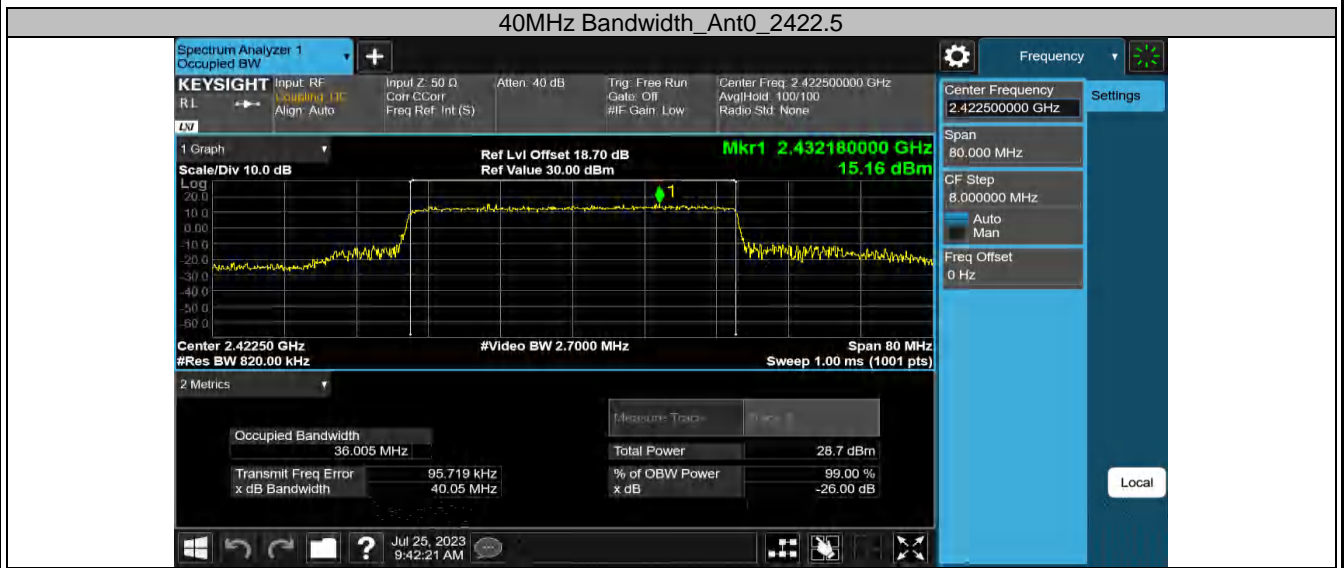 40MHz Bandwidth_Ant0_2422.5
Spectrum Analyzer 1
Occupied BW
+
KEYSIGHT
RL
LXI
Input: RF
Coupling: DC
Align: Auto
Input Z: 50 Ω
Corr CCorr
Freq Ref: Int (S)
Atten: 40 dB
Trig: Free Run
Gate: Off
#IF Gain: Low
Center Freq: 2.422500000 GHz
Avg|Hold: 100/100
Radio Std: None
1 Graph
Scale/Div 10.0 dB
Ref Lvl Offset 18.70 dB
Ref Value 30.00 dBm
Mkr1 2.432180000 GHz
15.16 dBm
Log
20.0
10.0
0.00
-10.0
-20.0
-30.0
-40.0
-50.0
-60.0
1
Center 2.42250 GHz
#Res BW 820.00 kHz
#Video BW 2.7000 MHz
Span 80 MHz
Sweep 1.00 ms (1001 pts)
2 Metrics
Measure Trace
Occupied Bandwidth
36.005 MHz
Total Power 28.7 dBm
Transmit Freq Error 95.719 kHz
% of OBW Power 99.00 %
x dB Bandwidth 40.05 MHz
x dB -26.00 dB
?
Jul 25, 2023
9:42:21 AM
Frequency
Settings
Center Frequency
2.422500000 GHz
Span
80.000 MHz
CF Step
8.000000 MHz
Auto
Man
Freq Offset
0 Hz
Local